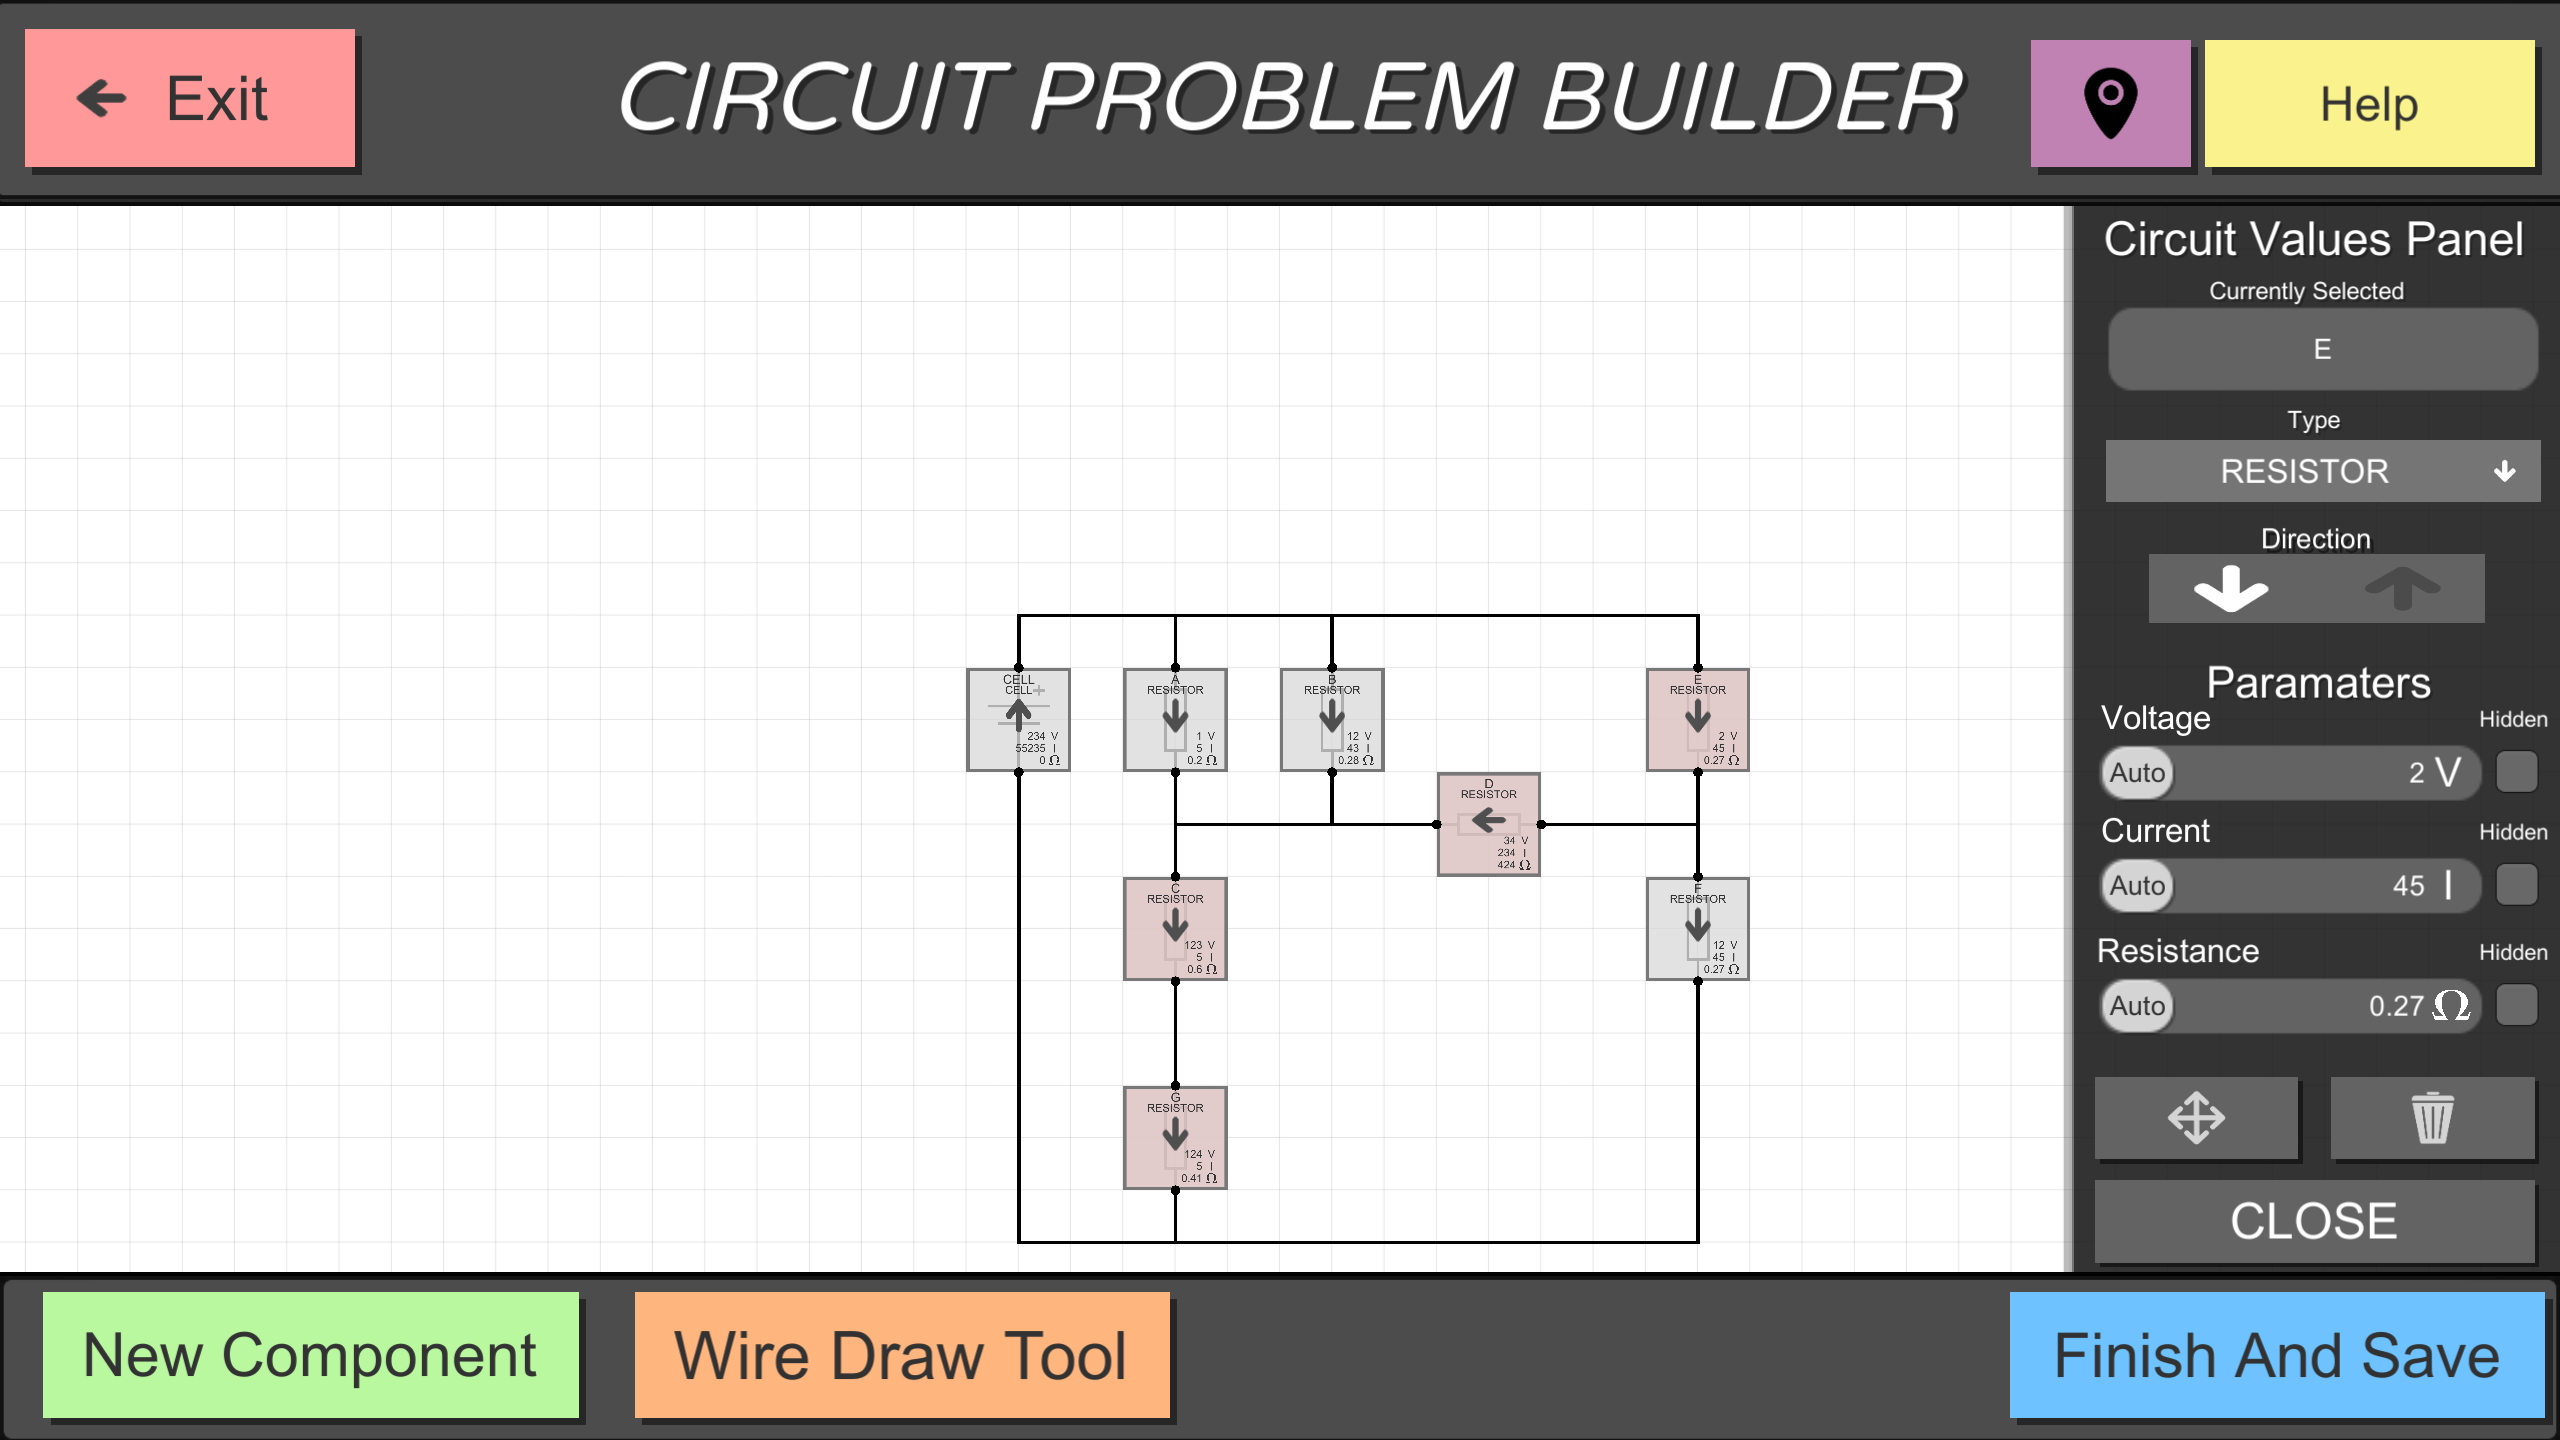 Exit
CIRCUIT PROBLEM BUILDER
Help
Circuit Values Panel
Currently Selected
E
Type
RESISTOR
Direction
Paramaters
Voltage
Hidden
Auto
2 V
Current
Hidden
Auto
45 I
Resistance
Hidden
Auto
0.27 Ω
CLOSE
CELL
CELL
+
234 V
55235 I
0 Ω
A
RESISTOR
1 V
5 I
0.2 Ω
B
RESISTOR
12 V
43 I
0.28 Ω
E
RESISTOR
2 V
45 I
0.27 Ω
D
RESISTOR
34 V
234 I
424 Ω
C
RESISTOR
123 V
5 I
0.6 Ω
F
RESISTOR
12 V
45 I
0.27 Ω
G
RESISTOR
124 V
5 I
0.41 Ω
New Component
Wire Draw Tool
Finish And Save